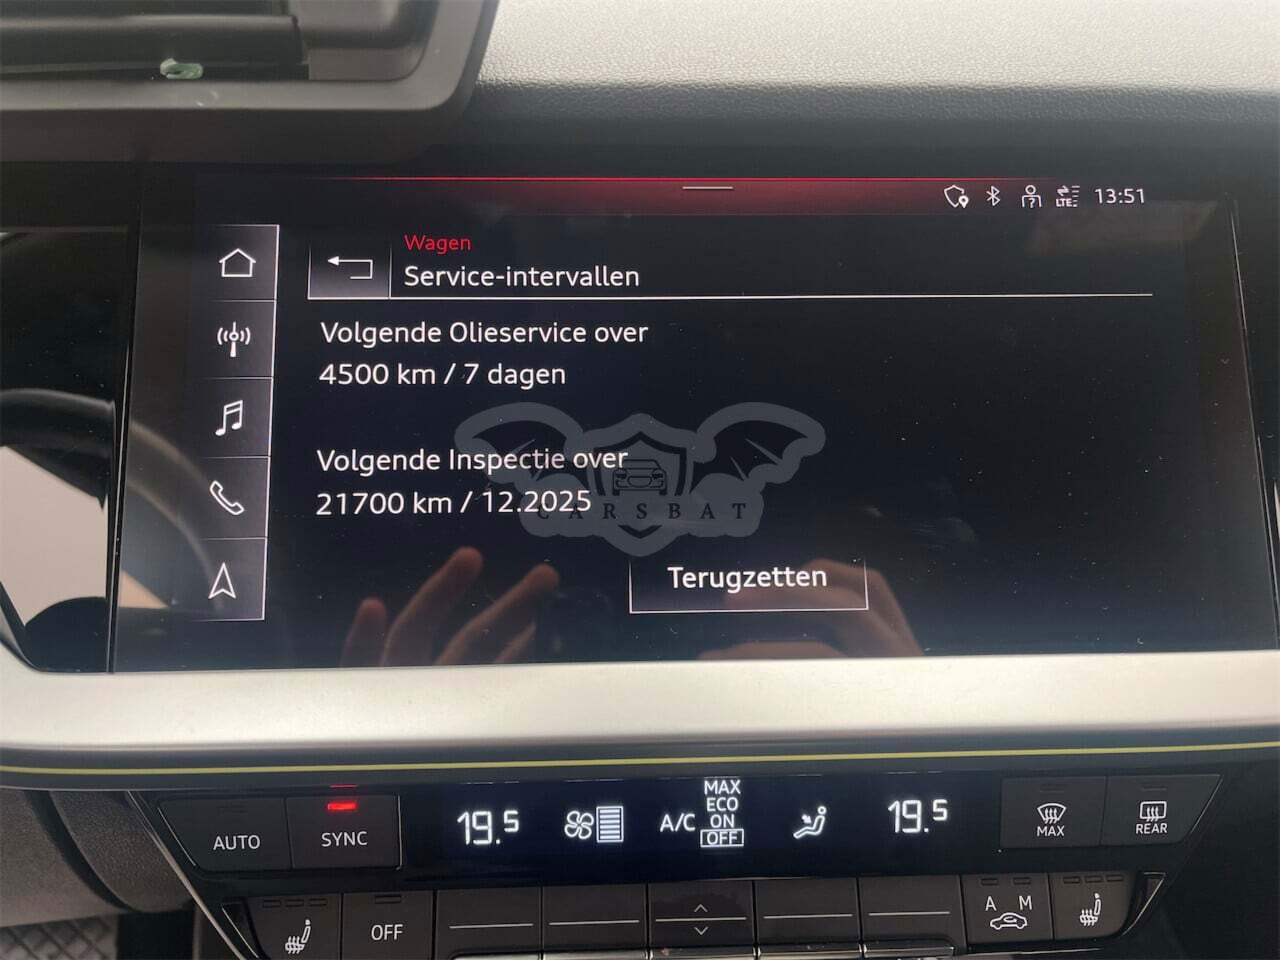 LTE
13:51
Wagen
Service-intervallen
Volgende Olieservice over
4500 km / 7 dagen
Volgende Inspectie over
21700 km / 12.2025
CARSBAT
Terugzetten
AUTO
SYNC
19.5
A/C
MAX
ECO
ON
OFF
19.5
MAX
REAR
OFF
A M